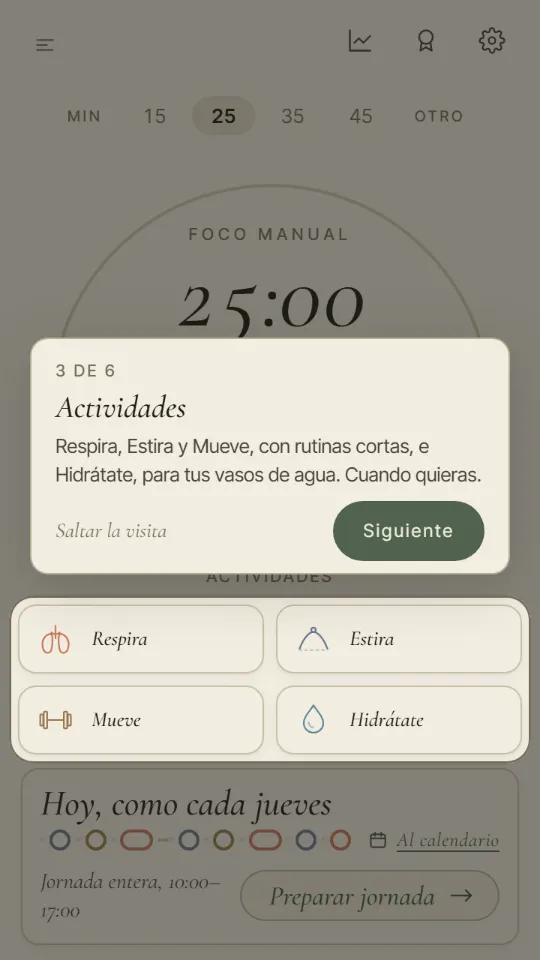 MIN 15 25 35 45 OTRO
FOCO MANUAL
25:00
3 DE 6
Actividades
Respira, Estira y Mueve, con rutinas cortas, e
Hidrátate, para tus vasos de agua. Cuando quieras.
Saltar la visita
Siguiente
ACTIVIDADES
Respira
Estira
Mueve
Hidrátate
Hoy, como cada jueves
Al calendario
Jornada entera, 10:00–
17:00
Preparar jornada →